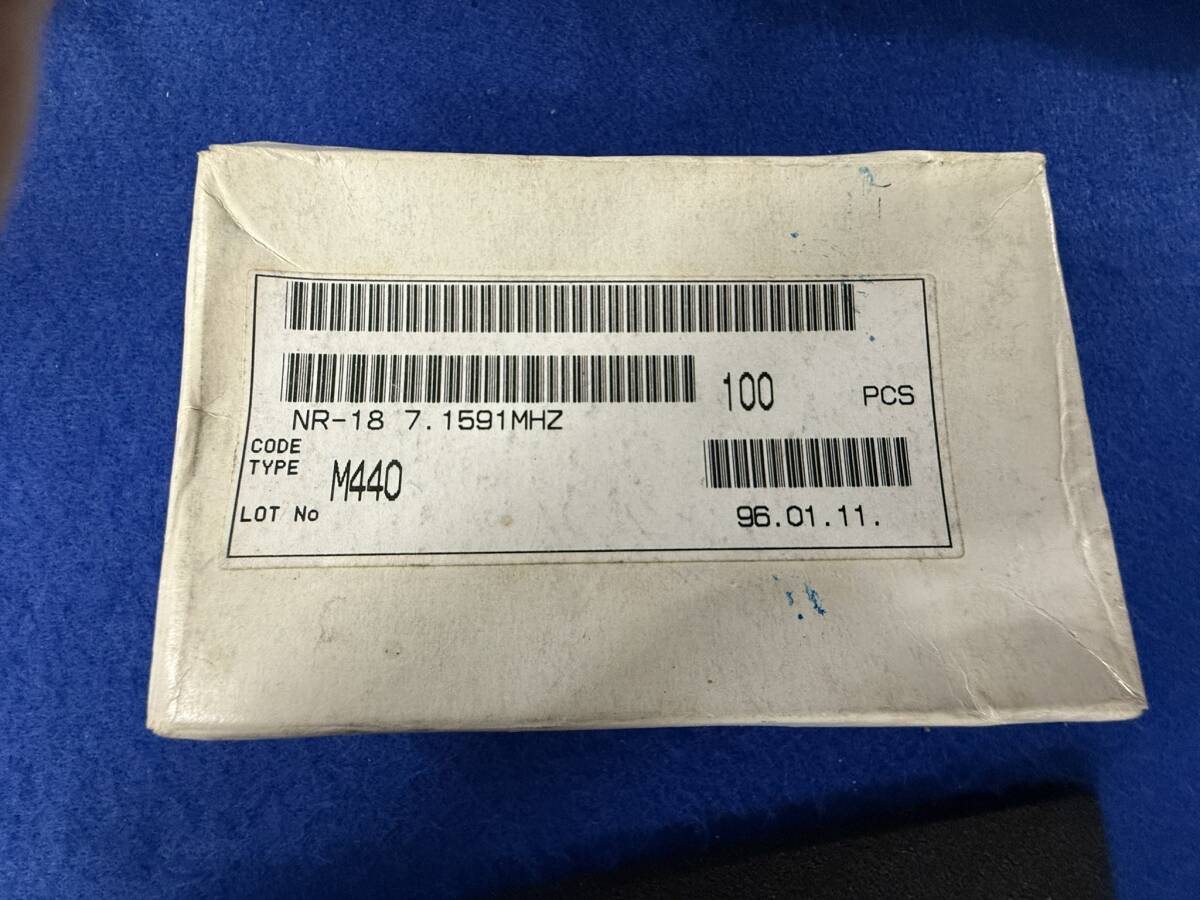 100 PCS
NR-18 7.1591MHZ
CODE
TYPE M440
LOT No 96.01.11.